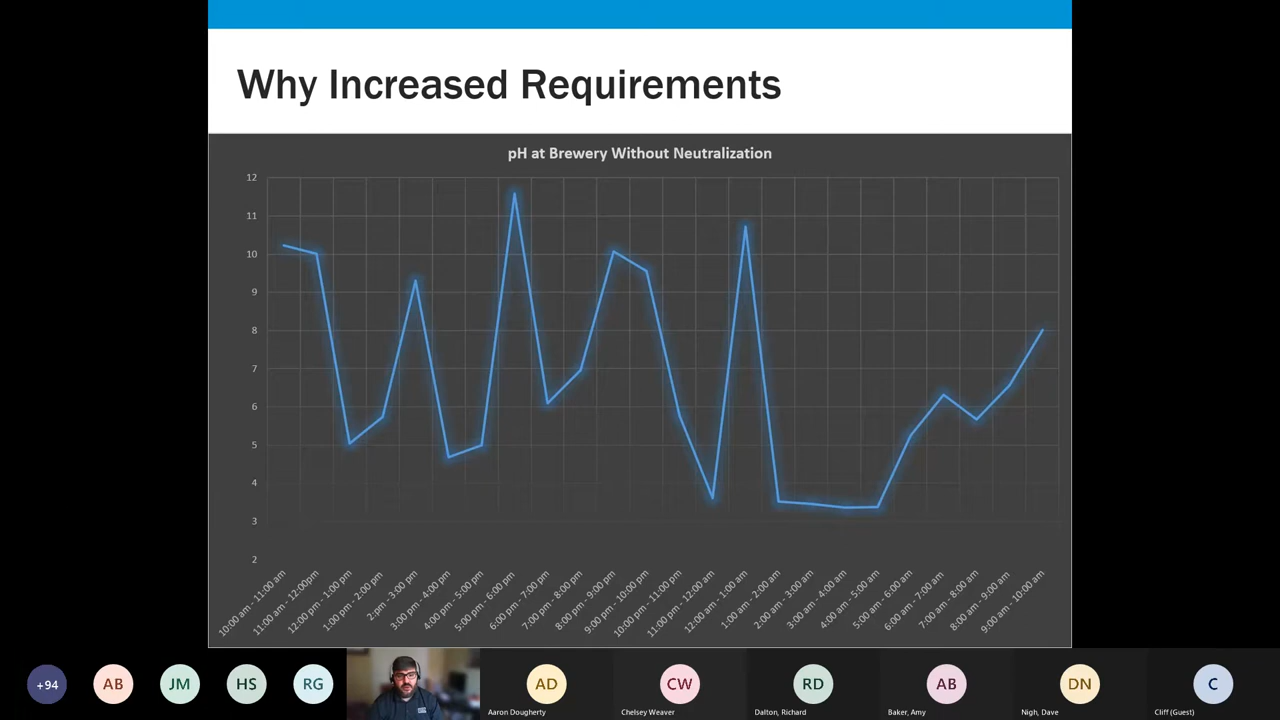 Why Increased Requirements
pH at Brewery Without Neutralization
12
11
10
9
8
7
6
5
4
3
2
10:00 am - 11:00 am
11:00 am - 12:00pm
12:00 pm - 1:00 pm
1:00 pm - 2:00 pm
2:pm - 3:00 pm
3:00 pm - 4:00 pm
4:00 pm - 5:00 pm
5:00 pm - 6:00 pm
6:00 pm - 7:00 pm
7:00 pm - 8:00 pm
8:00 pm - 9:00 pm
9:00 pm - 10:00 pm
10:00 pm - 11:00 pm
11:00 pm - 12:00 am
12:00 am - 1:00 am
1:00 am - 2:00 am
2:00 am - 3:00 am
3:00 am - 4:00 am
4:00 am - 5:00 am
5:00 am - 6:00 am
6:00 am - 7:00 am
7:00 am - 8:00 am
8:00 am - 9:00 am
9:00 am - 10:00 am
+94
AB
JM
HS
RG
AD
CW
RD
AB
DN
C
Aaron Dougherty
Chelsey Weaver
Dalton, Richard
Baker, Amy
Nigh, Dave
Cliff (Guest)